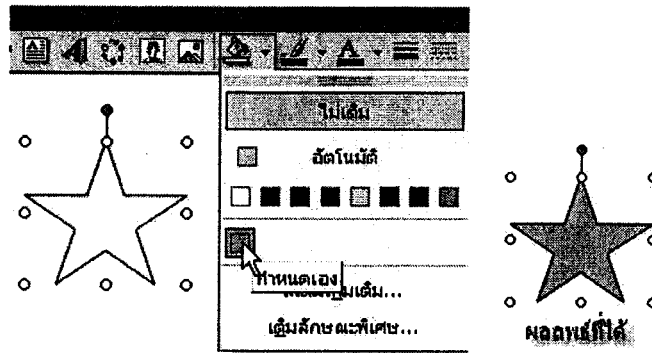 ไม่เติม
อัตโนมัติ
กำหนดเอง
เติมลักษณะพิเศษ...
ผลลัพธ์ที่ได้